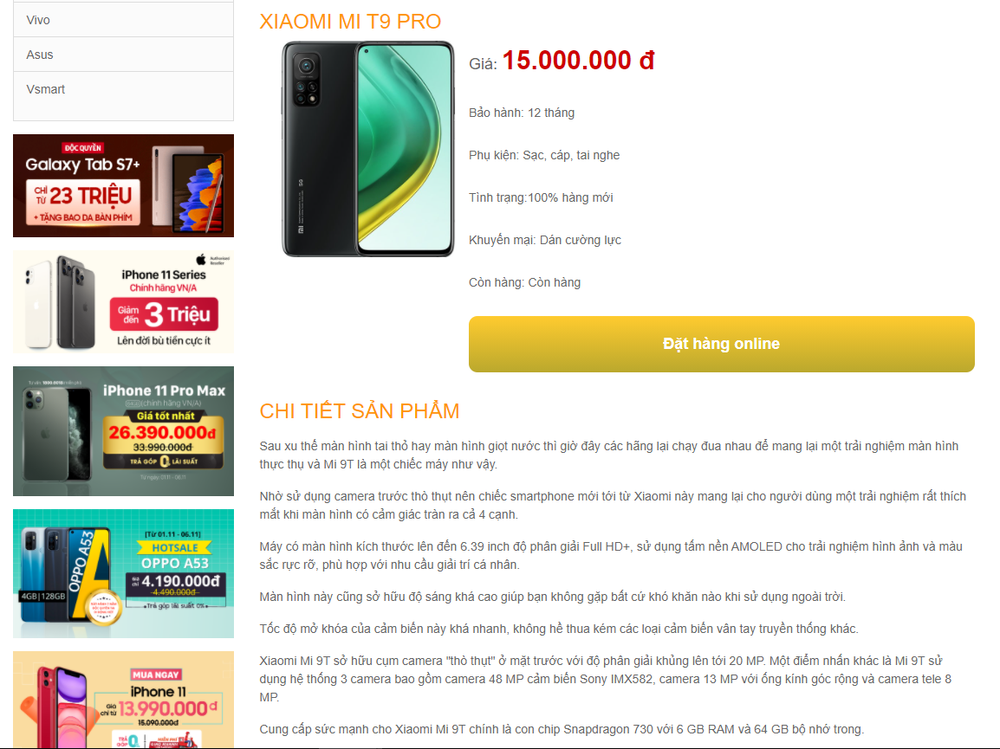 Vivo
Asus
Vsmart
ĐỘC QUYỀN
Galaxy Tab S7+
CHỈ TỪ 23 TRIỆU
+ TẶNG BAO DA BÀN PHÍM
Authorised
Reseller
iPhone 11 Series
Chính hãng VN/A
Giảm đến 3 Triệu
Lên đời bù tiền cực ít
iPhone 11 Pro Max
(chính hãng VN/A)
Giá tốt nhất
26.390.000đ
33.990.000đ
TRẢ GÓP 0% LÃI SUẤT
Từ ngày 01.11 - 06.11
[Từ 01.11 - 06.11]
HOTSALE
OPPO A53
OPPO A53
Giá chỉ 4.190.000đ
4.490.000đ
4GB | 128GB
Trả góp lãi suất 0%
MUA NGAY
iPhone 11
Giá chỉ từ 13.990.000đ
15.090.000đ
TRẢ GÓP 0%
XIAOMI MI T9 PRO
5G
Giá: 15.000.000 đ
Bảo hành: 12 tháng
Phụ kiện: Sạc, cáp, tai nghe
Tình trạng:100% hàng mới
Khuyến mại: Dán cường lực
Còn hàng: Còn hàng
Đặt hàng online
CHI TIẾT SẢN PHẨM
Sau xu thế màn hình tai thỏ hay màn hình giọt nước thì giờ đây các hãng lại chạy đua nhau để mang lại một trải nghiệm màn hình
thực thụ và Mi 9T là một chiếc máy như vậy.
Nhờ sử dụng camera trước thò thụt nên chiếc smartphone mới tới từ Xiaomi này mang lại cho người dùng một trải nghiệm rất thích
mắt khi màn hình có cảm giác tràn ra cả 4 cạnh.
Máy có màn hình kích thước lên đến 6.39 inch độ phân giải Full HD+, sử dụng tấm nền AMOLED cho trải nghiệm hình ảnh và màu
sắc rực rỡ, phù hợp với nhu cầu giải trí cá nhân.
Màn hình này cũng sở hữu độ sáng khá cao giúp bạn không gặp bất cứ khó khăn nào khi sử dụng ngoài trời.
Tốc độ mở khóa của cảm biến này khá nhanh, không hề thua kém các loại cảm biến vân tay truyền thống khác.
Xiaomi Mi 9T sở hữu cụm camera "thò thụt" ở mặt trước với độ phân giải khủng lên tới 20 MP. Một điểm nhấn khác là Mi 9T sử
dụng hệ thống 3 camera bao gồm camera 48 MP cảm biến Sony IMX582, camera 13 MP với ống kính góc rộng và camera tele 8
MP.
Cung cấp sức mạnh cho Xiaomi Mi 9T chính là con chip Snapdragon 730 với 6 GB RAM và 64 GB bộ nhớ trong.